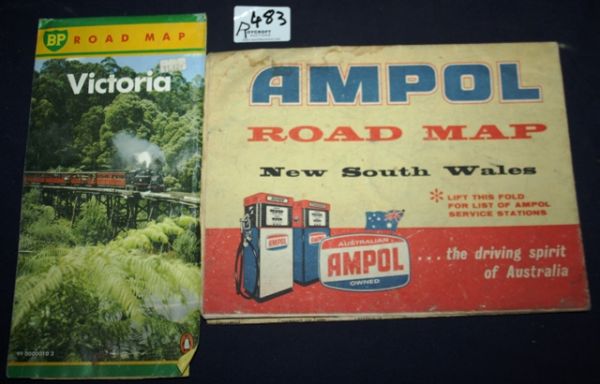 483
ROYCROFT
BP ROAD MAP
Victoria
AMPOL
ROAD MAP
New South Wales
* LIFT THIS FOLD
FOR LIST OF AMPOL
SERVICE STATIONS
AMPOL
AUSTRALIAN
AMPOL
OWNED
...the driving spirit
of Australia